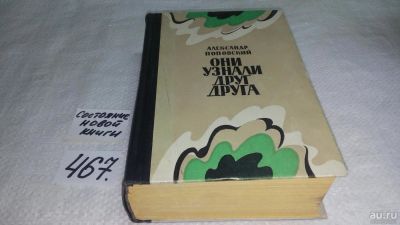 АЛЕКСАНДР
ПОПОВСКИЙ
ОНИ
УЗНАЛИ
ДРУГ
ДРУГА
Состояние
новой
книги
467.
au.ru